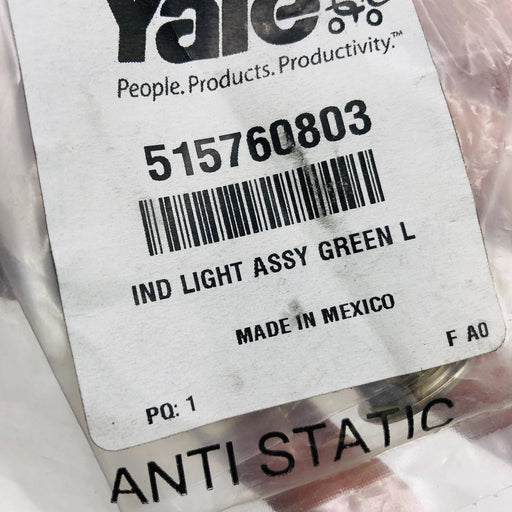 Yale
People. Products. Productivity.™
515760803
IND LIGHT ASSY GREEN L
MADE IN MEXICO
F A0
PQ: 1
ANTI STATIC